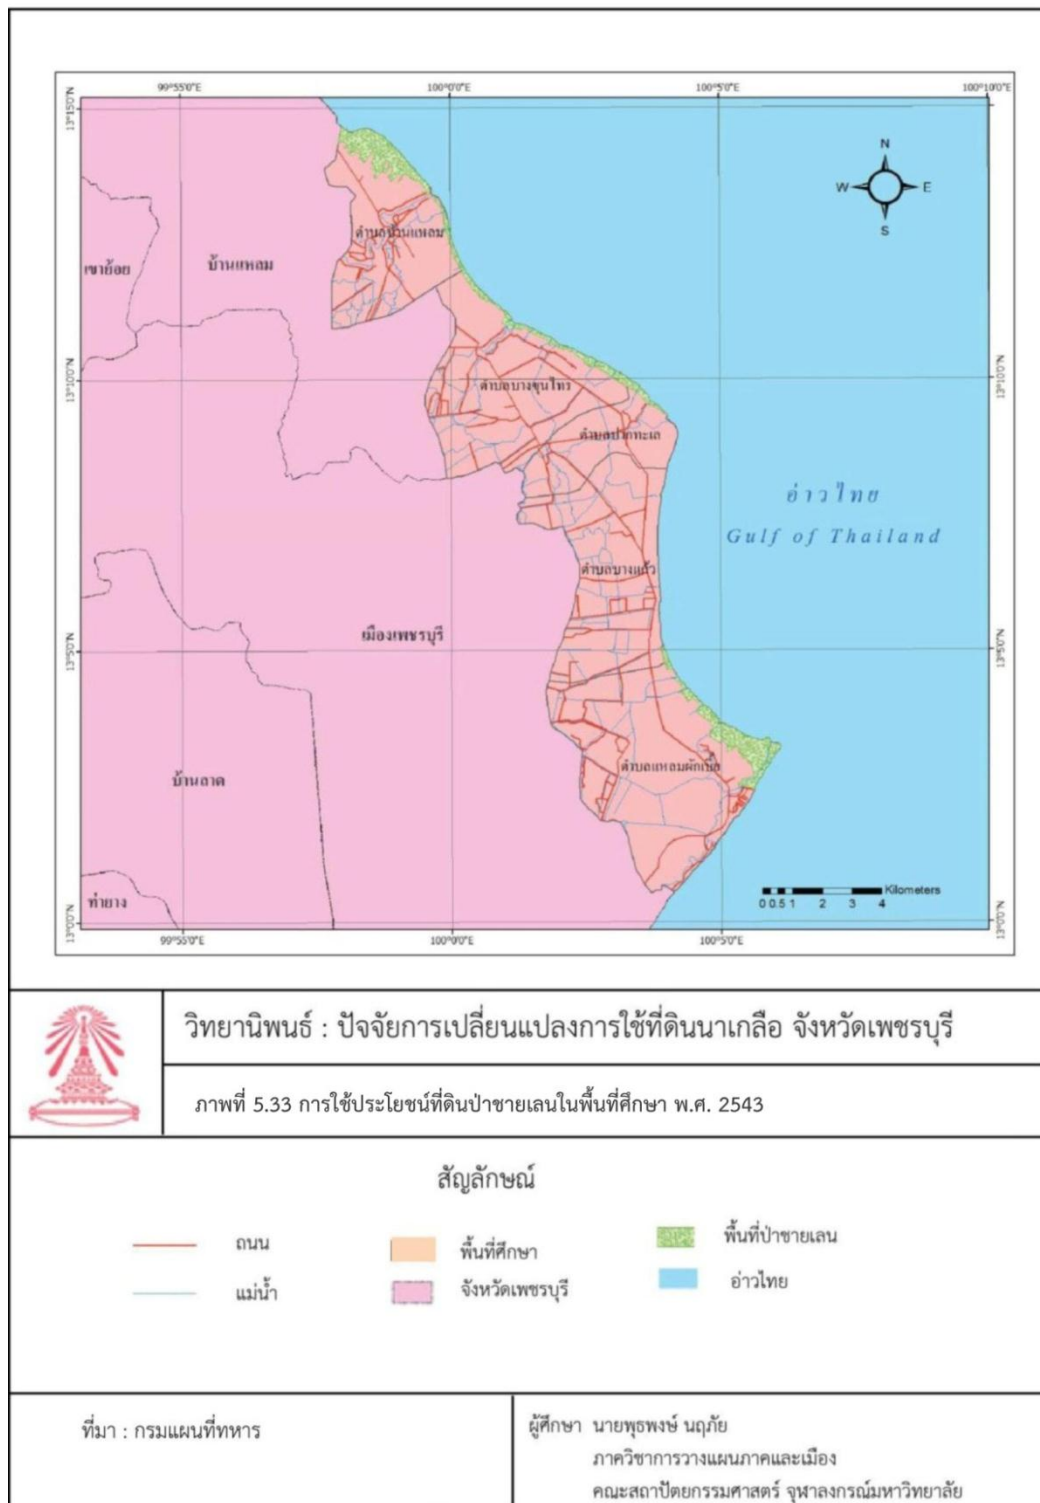 99°55'0"E 100°0'0"E 100°5'0"E 100°10'0"E
13°15'0"N
N
W E
S
ตำบลบ้านแหลม
เขาย้อย บ้านแหลม
13°10'0"N 13°10'0"N
ตำบลบางขุนไทร
ตำบลปากทะเล
อ่าวไทย
Gulf of Thailand
ตำบลบางแก้ว
เมืองเพชรบุรี
13°5'0"N 13°5'0"N
ตำบลแหลมผักเบี้ย
บ้านลาด
ท่ายาง
Kilometers
0 0.5 1 2 3 4
13°0'0"N 13°0'0"N
99°55'0"E 100°0'0"E 100°5'0"E
วิทยานิพนธ์ : ปัจจัยการเปลี่ยนแปลงการใช้ที่ดินนาเกลือ จังหวัดเพชรบุรี
ภาพที่ 5.33 การใช้ประโยชน์ที่ดินป่าชายเลนในพื้นที่ศึกษา พ.ศ. 2543
สัญลักษณ์
ถนน พื้นที่ศึกษา พื้นที่ป่าชายเลน
แม่น้ำ จังหวัดเพชรบุรี อ่าวไทย
ที่มา : กรมแผนที่ทหาร
ผู้ศึกษา นายพุธพงษ์ นฤภัย
ภาควิชาการวางแผนภาคและเมือง
คณะสถาปัตยกรรมศาสตร์ จุฬาลงกรณ์มหาวิทยาลัย